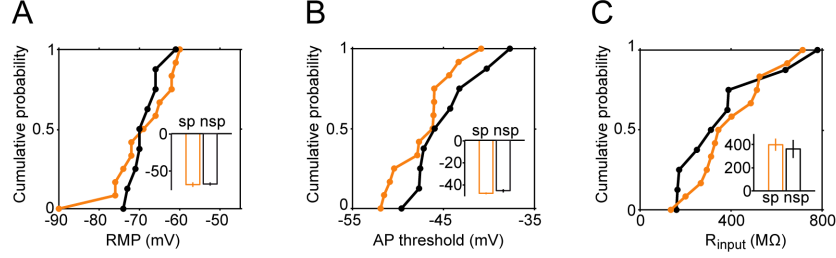 A
Cumulative probability
1
0.5
0
-90
-80
-70
-60
-50
RMP (mV)
sp nsp
0
-50
B
Cumulative probability
1
0.5
0
-55
-45
-35
AP threshold (mV)
sp nsp
0
-20
-40
C
Cumulative probability
1
0.5
0
0
400
800
Rinput (MΩ)
400
200
0
sp nsp